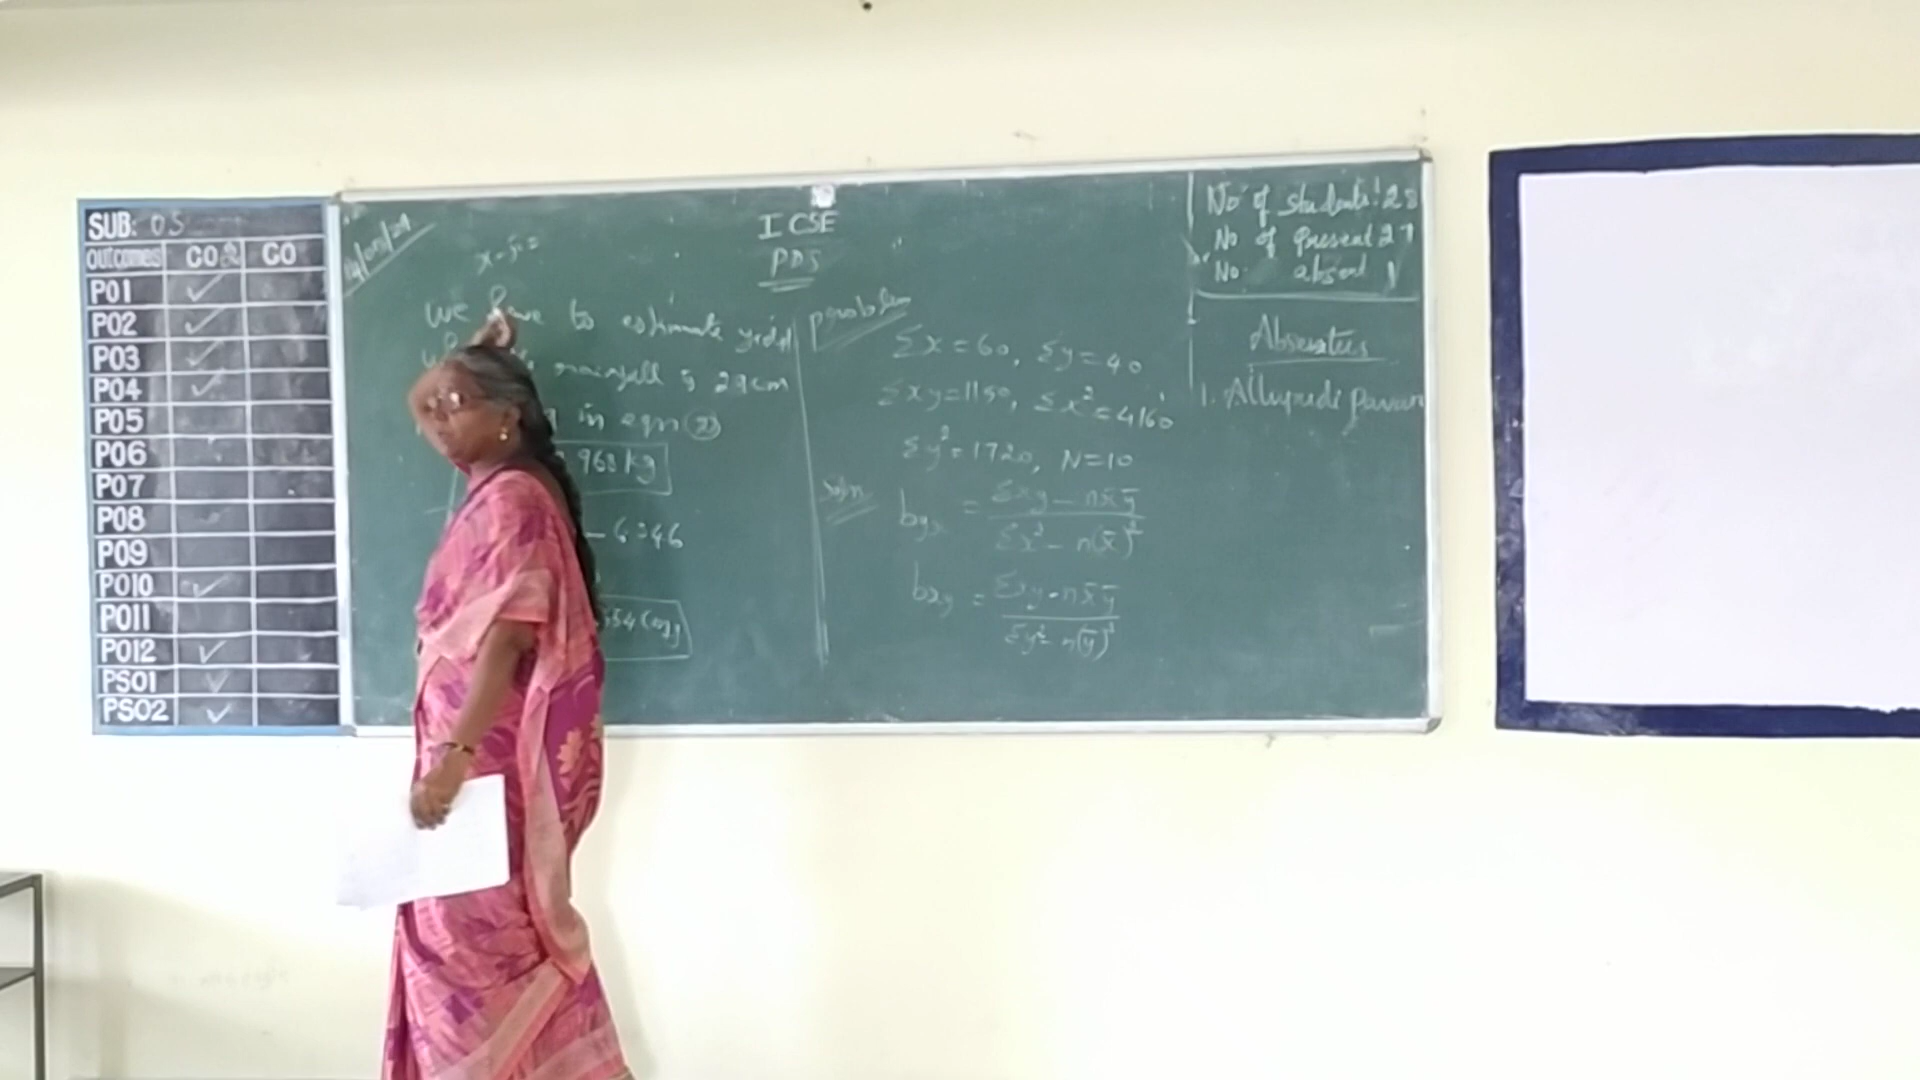 SUB: OS
outcomes CO2 CO
PO1 ✓
PO2 ✓
PO3 ✓
PO4 ✓
PO5
PO6
PO7
PO8
PO9
PO10 ✓
PO11
PO12 ✓
PSO1 ✓
PSO2 ✓
I CSE
PDS
we have to estimate yield
rainfall is 29cm
in eqn (2)
968 kg
problem
Σx = 60, Σy = 40
Σxy = 1150, Σx² = 4160
Σy² = 1720, N = 10
Soln
byx = Σxy - nx̄ȳ / Σx² - n(x̄)²
bxy = Σxy - nx̄ȳ / Σy² - n(ȳ)²
No of students: 28
No of present 27
No. absent 1
Absentees
1. Allupudi pavan